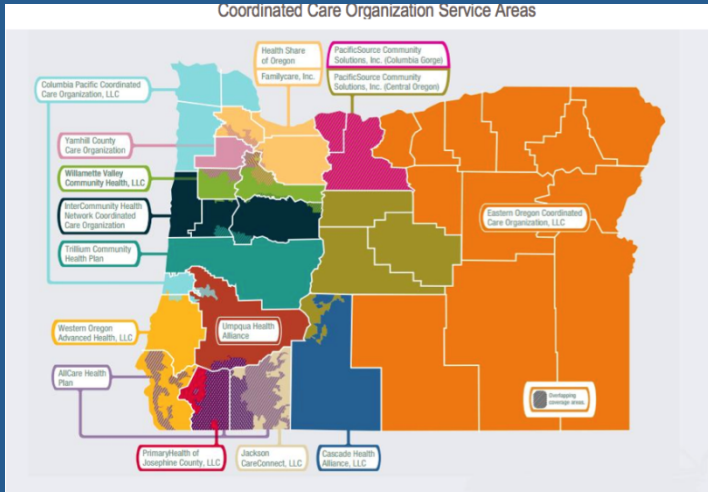 Coordinated Care Organization Service Areas
Health Share
of Oregon
Familycare, Inc.
PacificSource Community
Solutions, Inc. (Columbia Gorge)
PacificSource Community
Solutions, Inc. (Central Oregon)
Columbia Pacific Coordinated
Care Organization, LLC
Yamhill County
Care Organization
Willamette Valley
Community Health, LLC
InterCommunity Health
Network Coordinated
Care Organization
Trillium Community
Health Plan
Eastern Oregon Coordinated
Care Organization, LLC
Western Oregon
Advanced Health, LLC
Umpqua Health
Alliance
AllCare Health
Plan
Overlapping
coverage areas.
PrimaryHealth of
Josephine County, LLC
Jackson
CareConnect, LLC
Cascade Health
Alliance, LLC